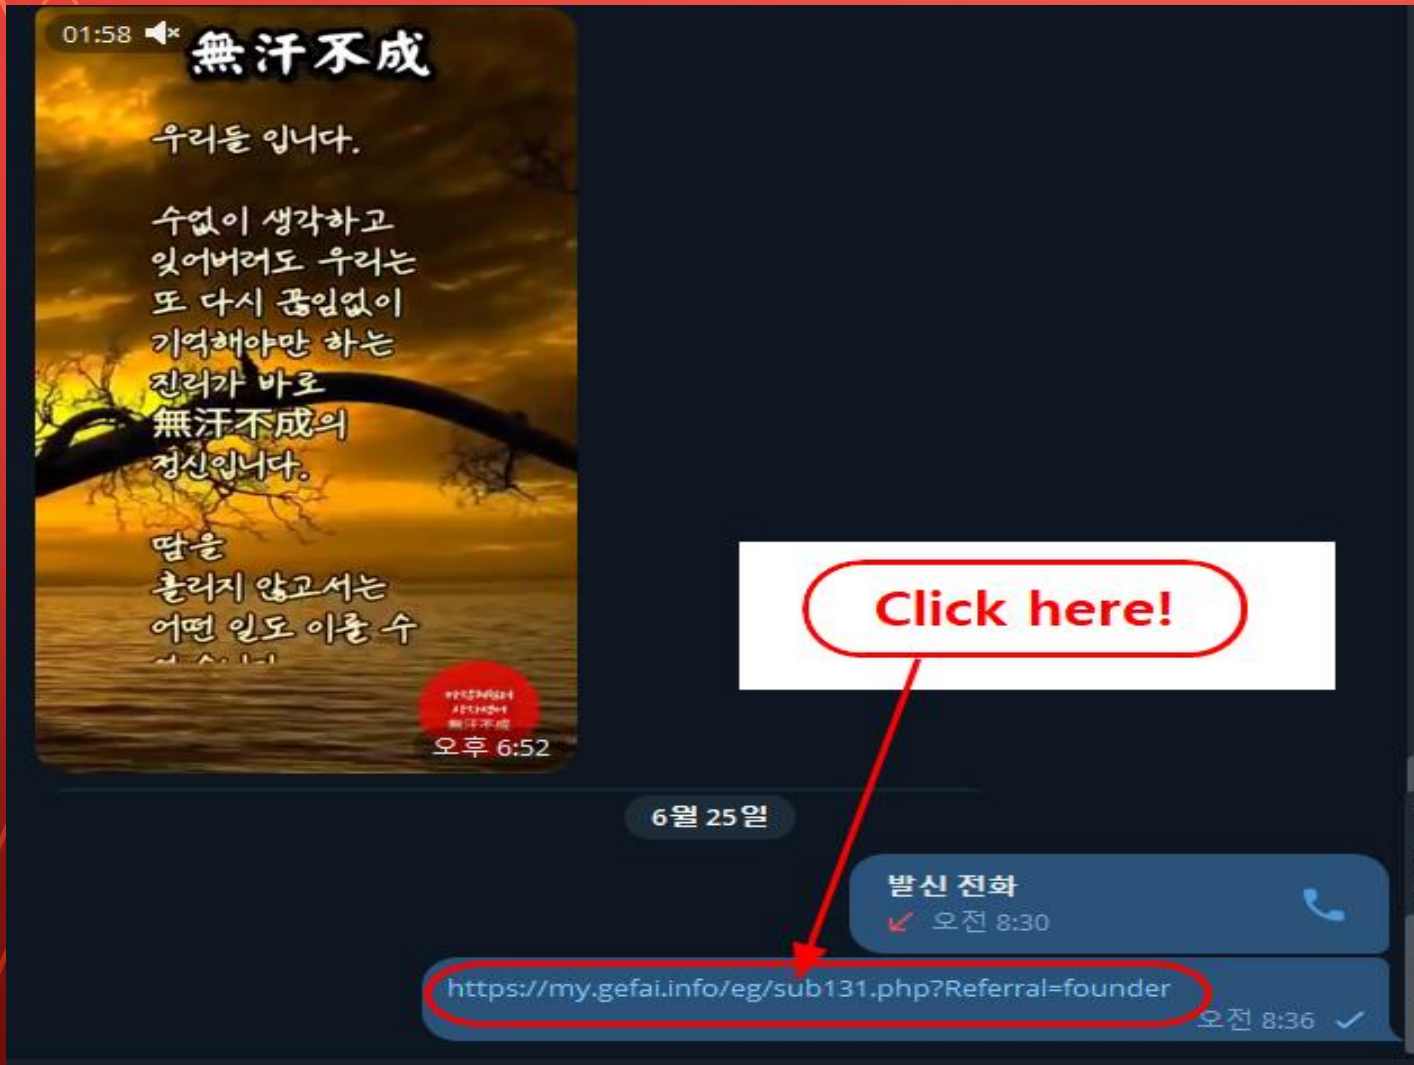 01:58
無汗不成
우리들 입니다.
수없이 생각하고
잊어버려도 우리는
또 다시 끊임없이
기억해야만 하는
진리가 바로
無汗不成의
정신입니다.
땀을
흘리지 않고서는
어떤 일도 이룰 수
無汗不成
오후 6:52
Click here!
6월 25일
발신 전화
오전 8:30
https://my.gefai.info/eg/sub131.php?Referral=founder
오전 8:36